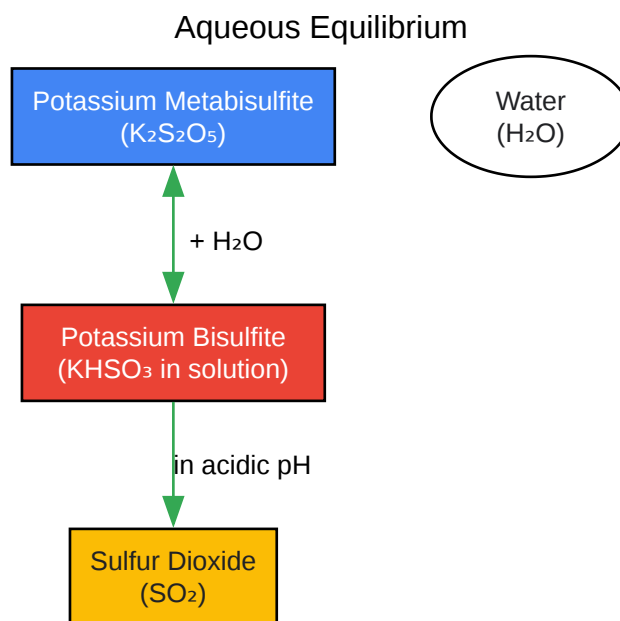 Aqueous Equilibrium
Potassium Metabisulfite
(K₂S₂O₅)
Water
(H₂O)
+ H₂O
Potassium Bisulfite
(KHSO₃ in solution)
in acidic pH
Sulfur Dioxide
(SO₂)